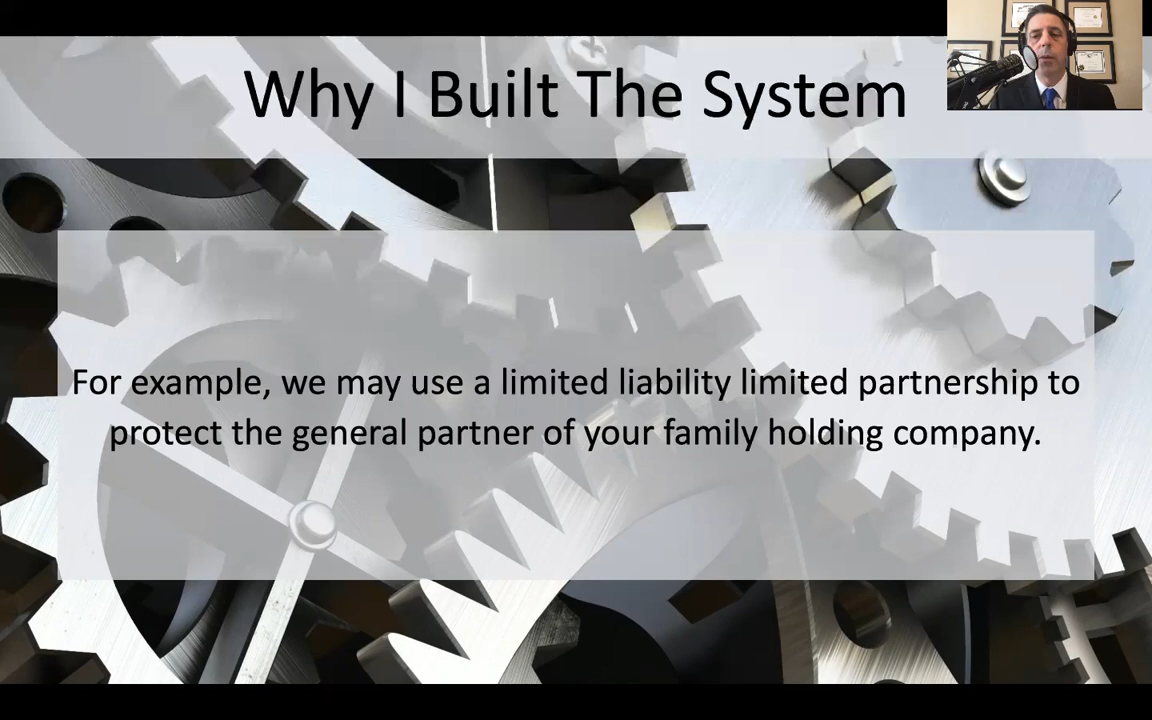 Why I Built The System
For example, we may use a limited liability limited partnership to
protect the general partner of your family holding company.